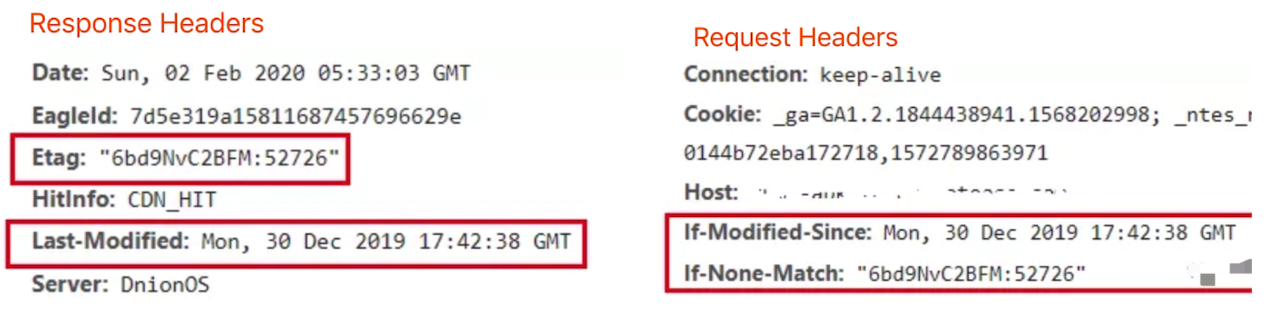 Response Headers
Date: Sun, 02 Feb 2020 05:33:03 GMT
EagleId: 7d5e319a15811687457696629e
Etag: "6bd9NvC2BFM:52726"
HitInfo: CDN_HIT
Last-Modified: Mon, 30 Dec 2019 17:42:38 GMT
Server: DnionOS
Request Headers
Connection: keep-alive
Cookie: _ga=GA1.2.1844438941.1568202998; _ntes_
0144b72eba172718,1572789863971
Host:
If-Modified-Since: Mon, 30 Dec 2019 17:42:38 GMT
If-None-Match: "6bd9NvC2BFM:52726"